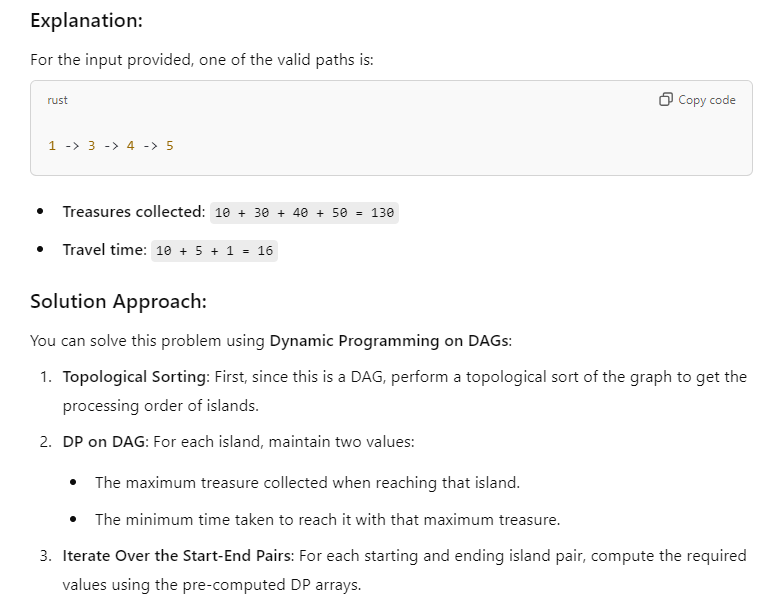 Explanation:
For the input provided, one of the valid paths is:
rust
Copy code
1 -> 3 -> 4 -> 5
• Treasures collected: 10 + 30 + 40 + 50 = 130
• Travel time: 10 + 5 + 1 = 16
Solution Approach:
You can solve this problem using Dynamic Programming on DAGs:
1. Topological Sorting: First, since this is a DAG, perform a topological sort of the graph to get the
processing order of islands.
2. DP on DAG: For each island, maintain two values:
• The maximum treasure collected when reaching that island.
• The minimum time taken to reach it with that maximum treasure.
3. Iterate Over the Start-End Pairs: For each starting and ending island pair, compute the required
values using the pre-computed DP arrays.